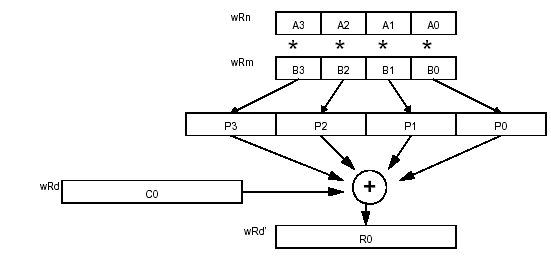 wRn A3 A2 A1 A0
* * * *
wRm B3 B2 B1 B0
P3 P2 P1 P0
wRd C0 +
wRd' R0